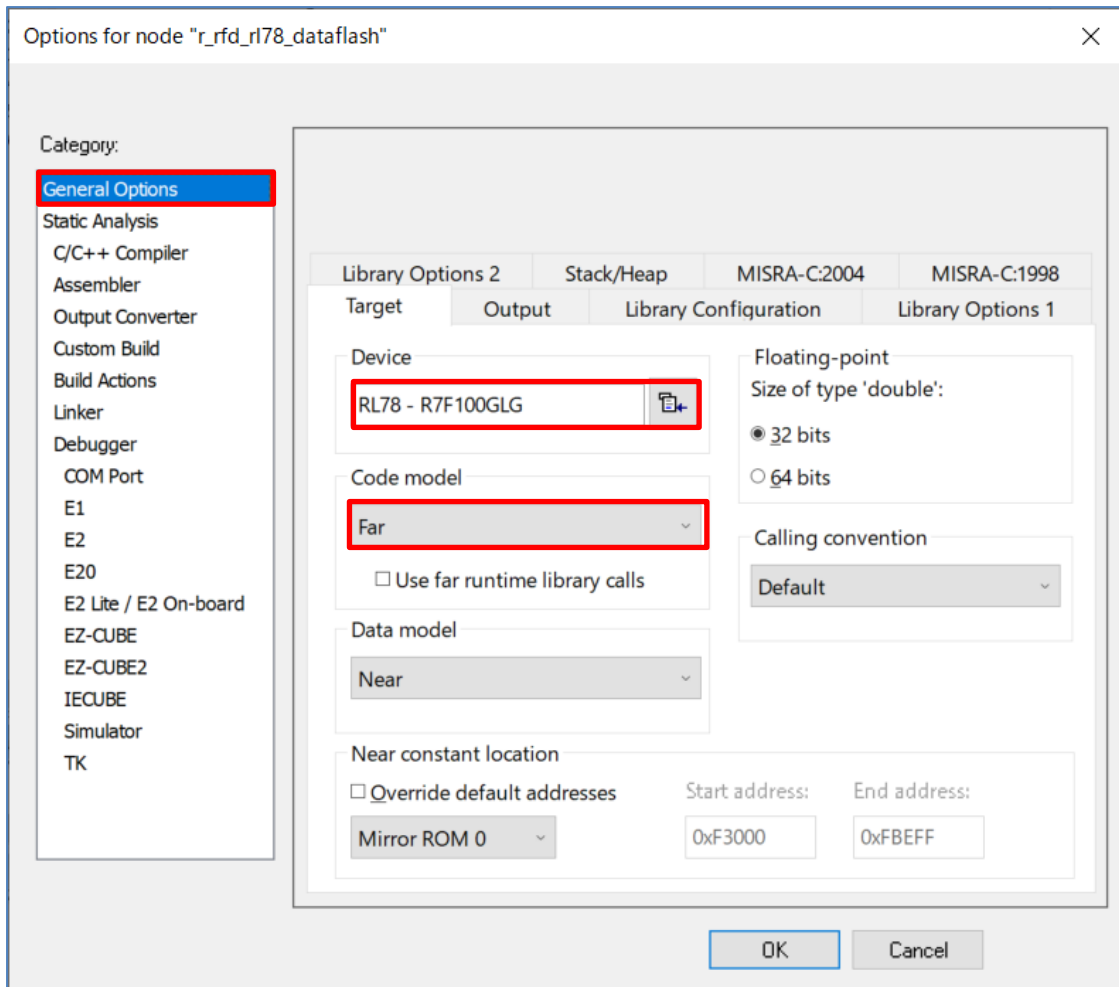 Options for node "r_rfd_rl78_dataflash"
Category:
General Options
Static Analysis
C/C++ Compiler
Assembler
Output Converter
Custom Build
Build Actions
Linker
Debugger
COM Port
E1
E2
E20
E2 Lite / E2 On-board
EZ-CUBE
EZ-CUBE2
IECUBE
Simulator
TK
Library Options 2 Stack/Heap MISRA-C:2004 MISRA-C:1998
Target Output Library Configuration Library Options 1
Device
RL78 - R7F100GLG
Code model
Far
Use far runtime library calls
Data model
Near
Floating-point
Size of type 'double':
32 bits
64 bits
Calling convention
Default
Near constant location
Override default addresses
Mirror ROM 0
Start address:
0xF3000
End address:
0xFBEFF
OK Cancel